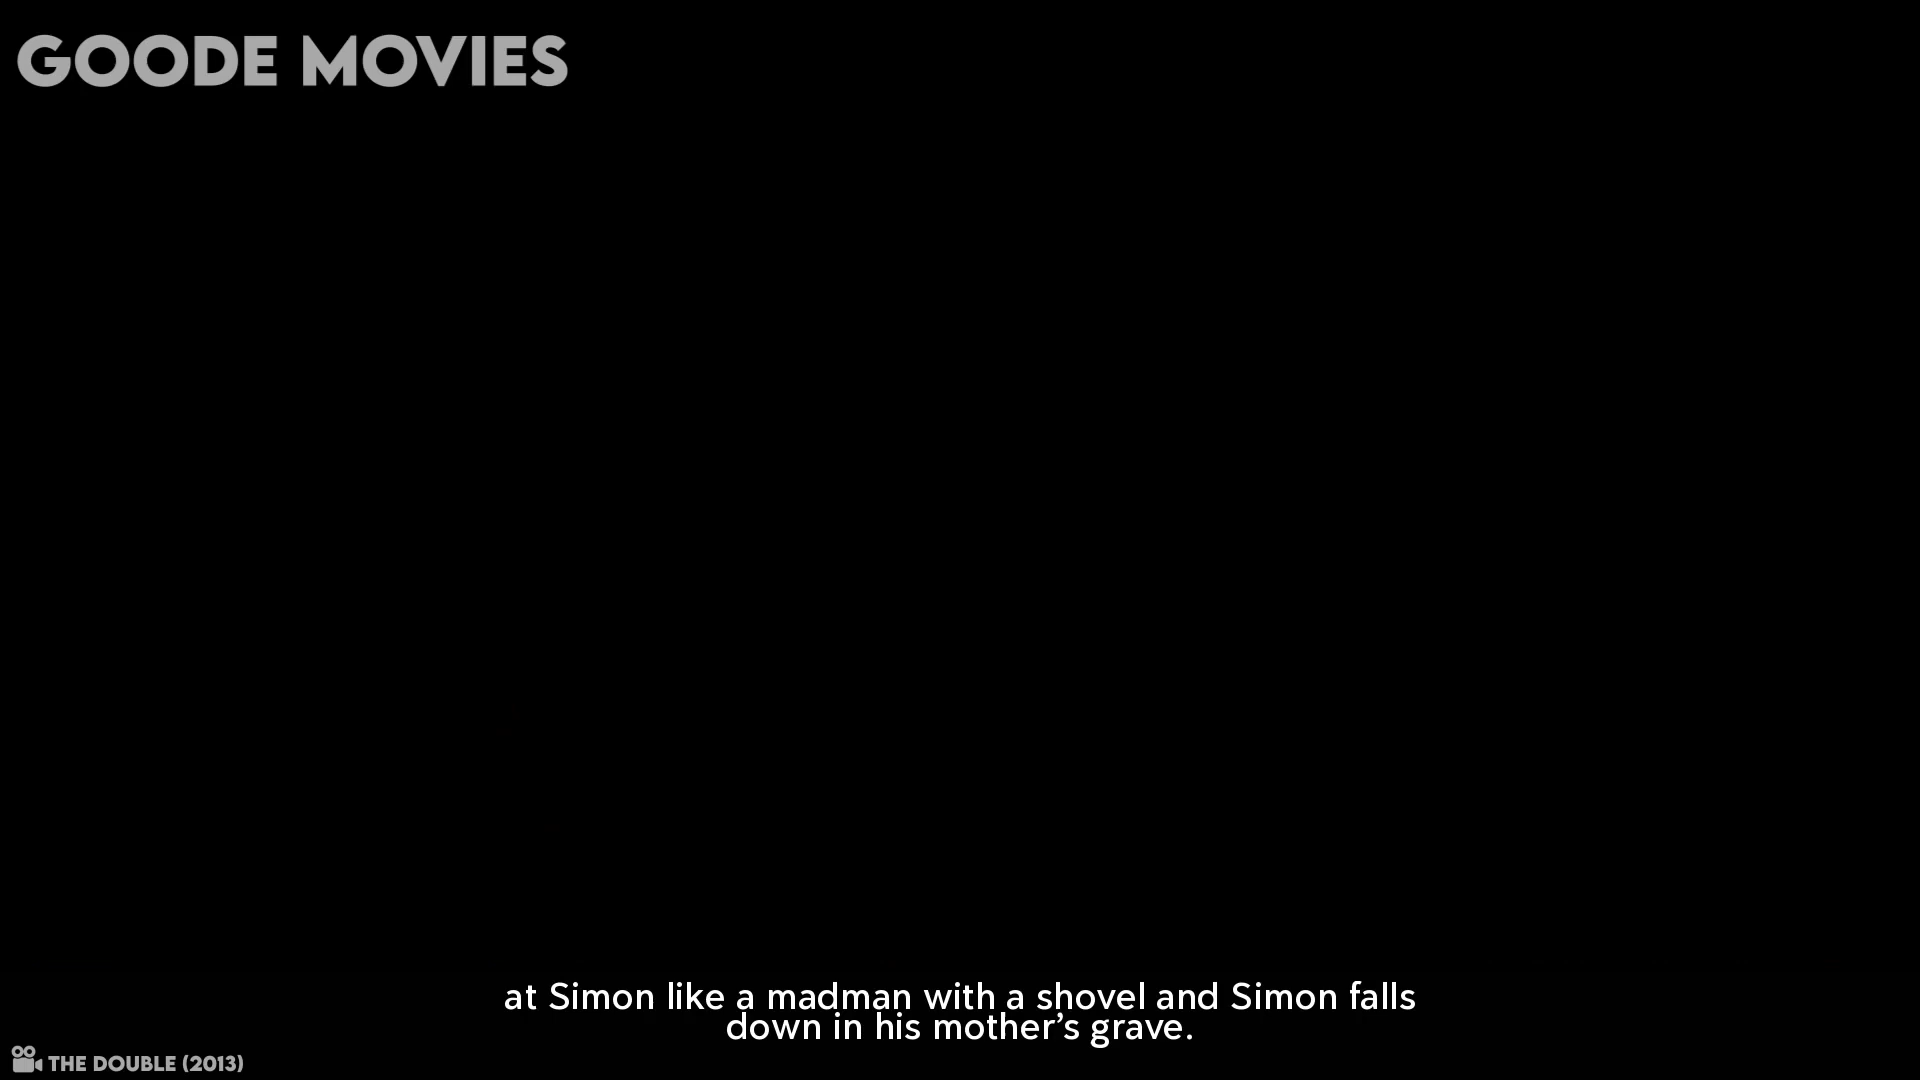 GOODE MOVIES
at Simon like a madman with a shovel and Simon falls
down in his mother’s grave.
THE DOUBLE (2013)